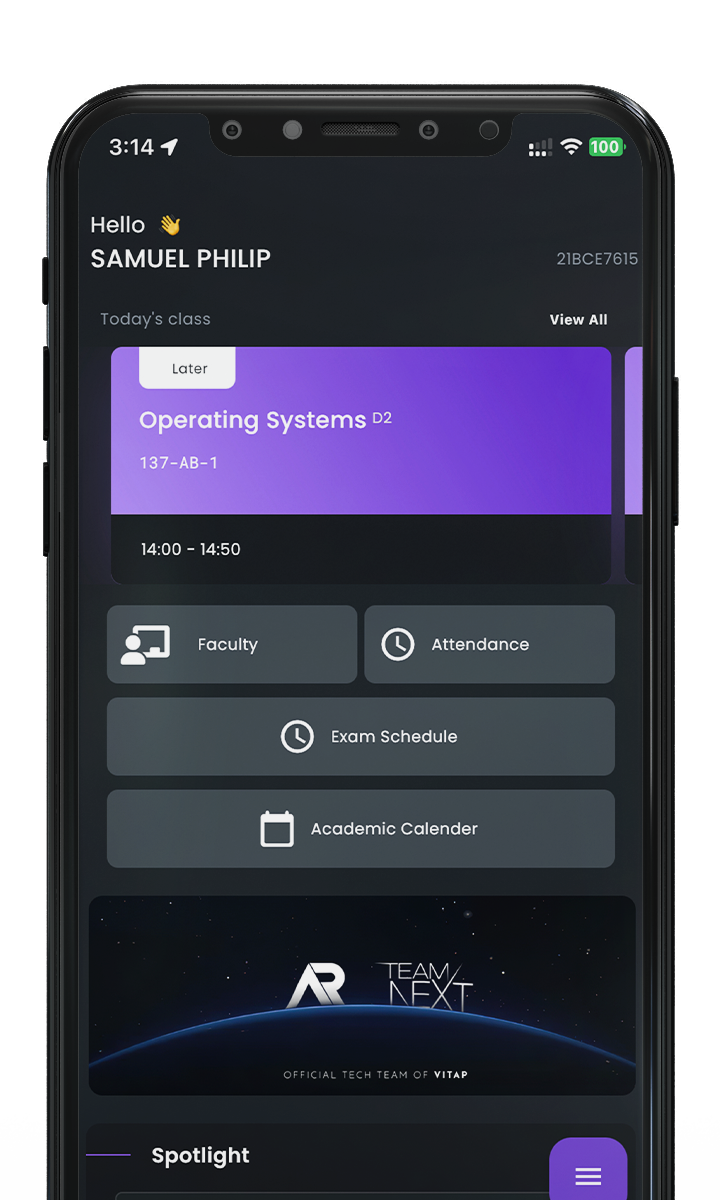 3:14
100
Hello 👋
SAMUEL PHILIP
21BCE7615
Today's class
View All
Later
Operating Systems D2
137-AB-1
14:00 - 14:50
Faculty
Attendance
Exam Schedule
Academic Calender
AR TEAM
NEXT
OFFICIAL TECH TEAM OF VITAP
Spotlight